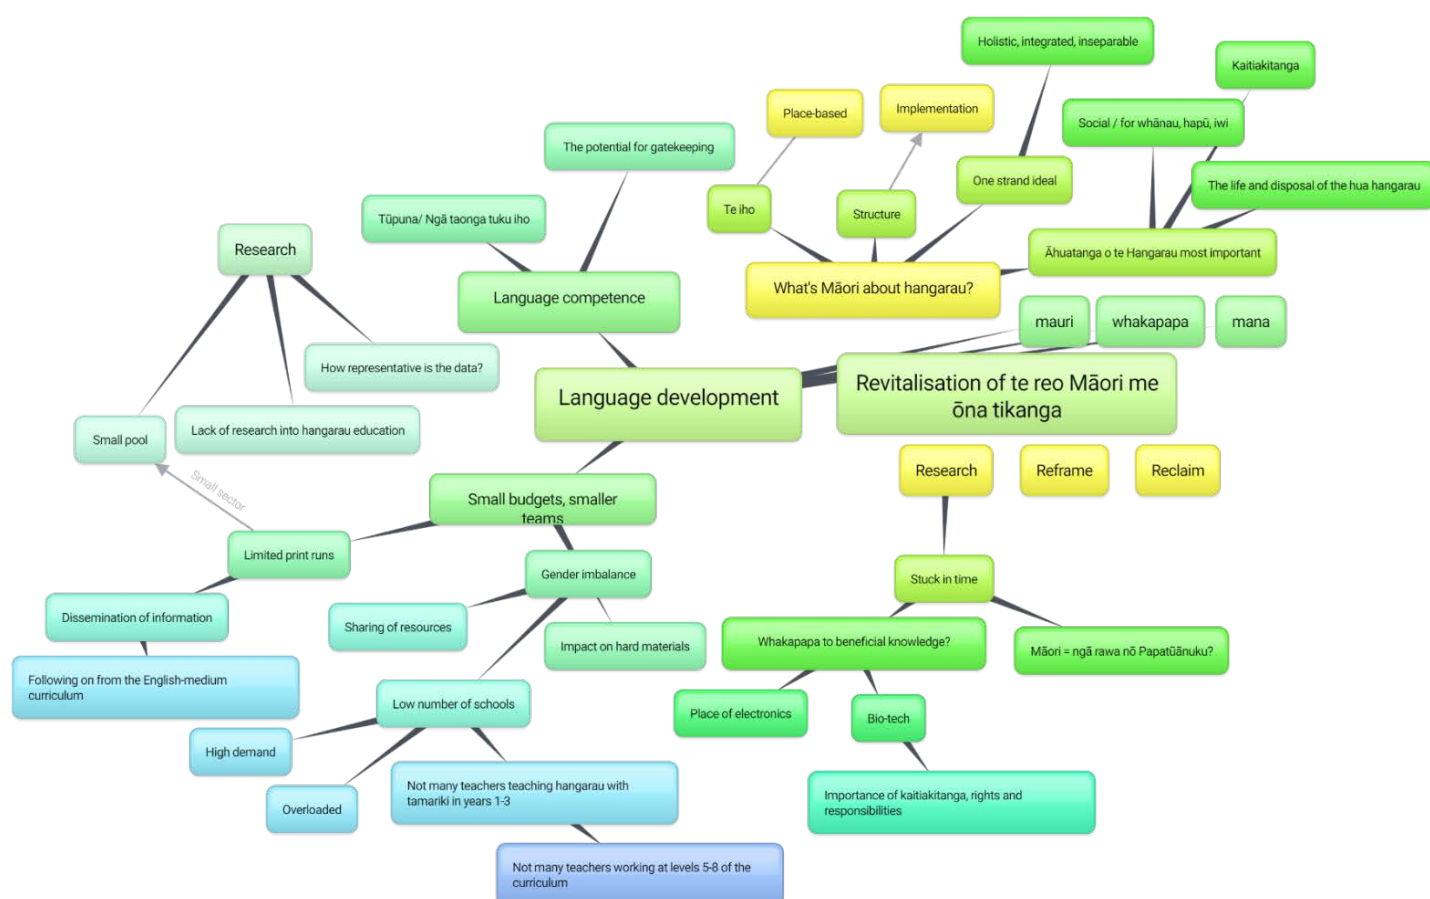 Holistic, integrated, inseparable
Kaitiakitanga
Place-based
Implementation
Social / for whānau, hapū, iwi
The potential for gatekeeping
One strand ideal
The life and disposal of the hua hangarau
Te iho
Structure
Tūpuna/ Ngā taonga tuku iho
Research
Āhuatanga o te Hangarau most important
What's Māori about hangarau?
Language competence
mauri
whakapapa
mana
How representative is the data?
Language development
Revitalisation of te reo Māori me
ōna tikanga
Small pool
Lack of research into hangarau education
Research
Reframe
Reclaim
Small sector
Small budgets, smaller
teams
Limited print runs
Gender imbalance
Stuck in time
Dissemination of information
Sharing of resources
Impact on hard materials
Whakapapa to beneficial knowledge?
Māori = ngā rawa nō Papatūānuku?
Following on from the English-medium
curriculum
Low number of schools
Place of electronics
Bio-tech
High demand
Overloaded
Not many teachers teaching hangarau with
tamariki in years 1-3
Importance of kaitiakitanga, rights and
responsibilities
Not many teachers working at levels 5-8 of the
curriculum